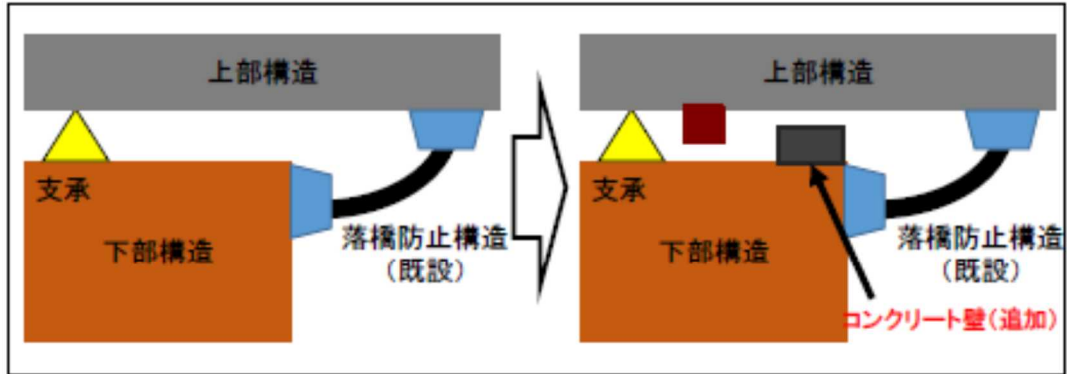 上部構造
支承
下部構造
落橋防止構造
（既設）
上部構造
支承
下部構造
落橋防止構造
（既設）
コンクリート壁（追加）